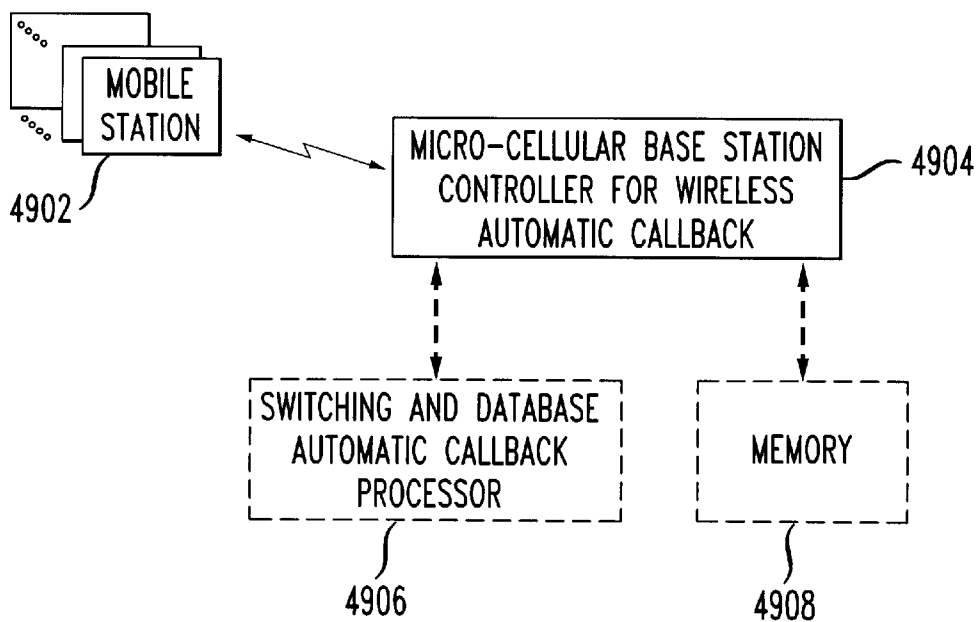 MOBILE
STATION
4902
MICRO-CELLULAR BASE STATION
CONTROLLER FOR WIRELESS
AUTOMATIC CALLBACK
4904
SWITCHING AND DATABASE
AUTOMATIC CALLBACK
PROCESSOR
4906
MEMORY
4908